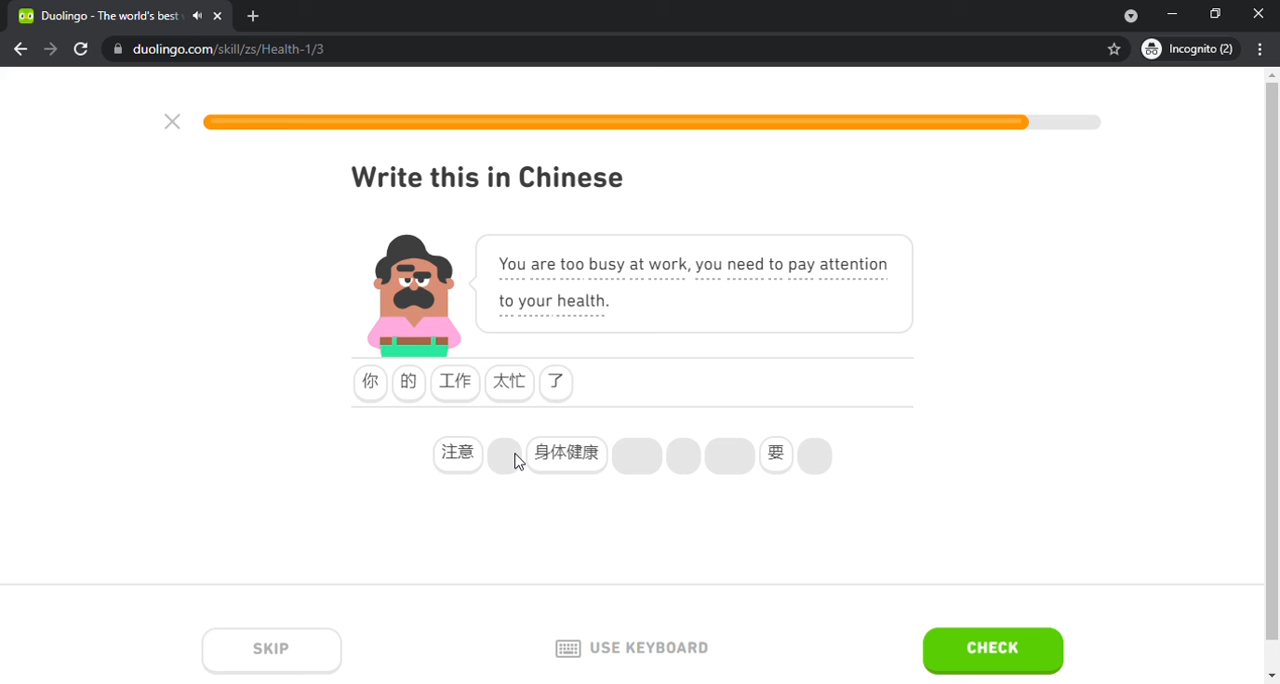 Duolingo - The world's best
duolingo.com/skill/zs/Health-1/3
Incognito (2)
Write this in Chinese
You are too busy at work, you need to pay attention
to your health.
你 的 工作 太忙 了
注意 身体健康 要
SKIP
USE KEYBOARD
CHECK